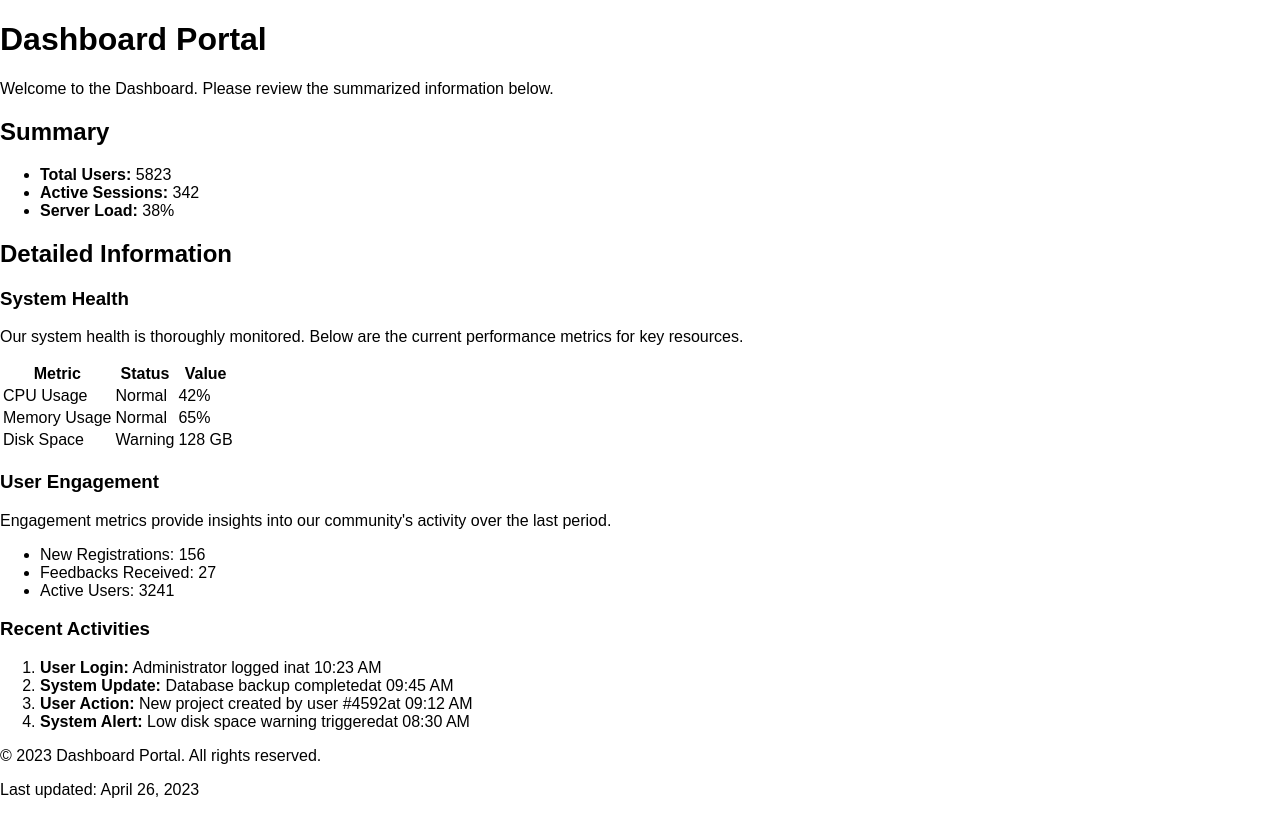 Dashboard Portal
Welcome to the Dashboard. Please review the summarized information below.
Summary
• Total Users: 5823
• Active Sessions: 342
• Server Load: 38%
Detailed Information
System Health
Our system health is thoroughly monitored. Below are the current performance metrics for key resources.
Metric Status Value
CPU Usage Normal 42%
Memory Usage Normal 65%
Disk Space Warning 128 GB
User Engagement
Engagement metrics provide insights into our community's activity over the last period.
• New Registrations: 156
• Feedbacks Received: 27
• Active Users: 3241
Recent Activities
1. User Login: Administrator logged inat 10:23 AM
2. System Update: Database backup completedat 09:45 AM
3. User Action: New project created by user #4592at 09:12 AM
4. System Alert: Low disk space warning triggeredat 08:30 AM
© 2023 Dashboard Portal. All rights reserved.
Last updated: April 26, 2023